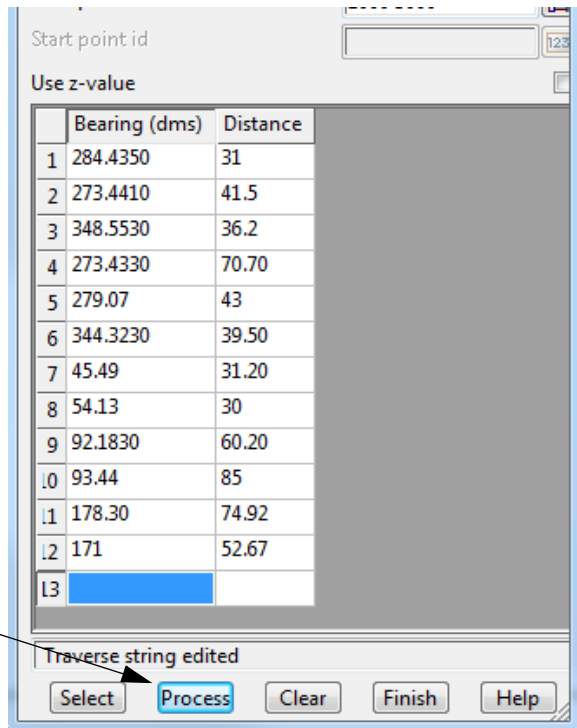 Start point id
123
Use z-value
Bearing (dms) Distance
1 284.4350 31
2 273.4410 41.5
3 348.5530 36.2
4 273.4330 70.70
5 279.07 43
6 344.3230 39.50
7 45.49 31.20
8 54.13 30
9 92.1830 60.20
10 93.44 85
11 178.30 74.92
12 171 52.67
13
Traverse string edited
Select Process Clear Finish Help